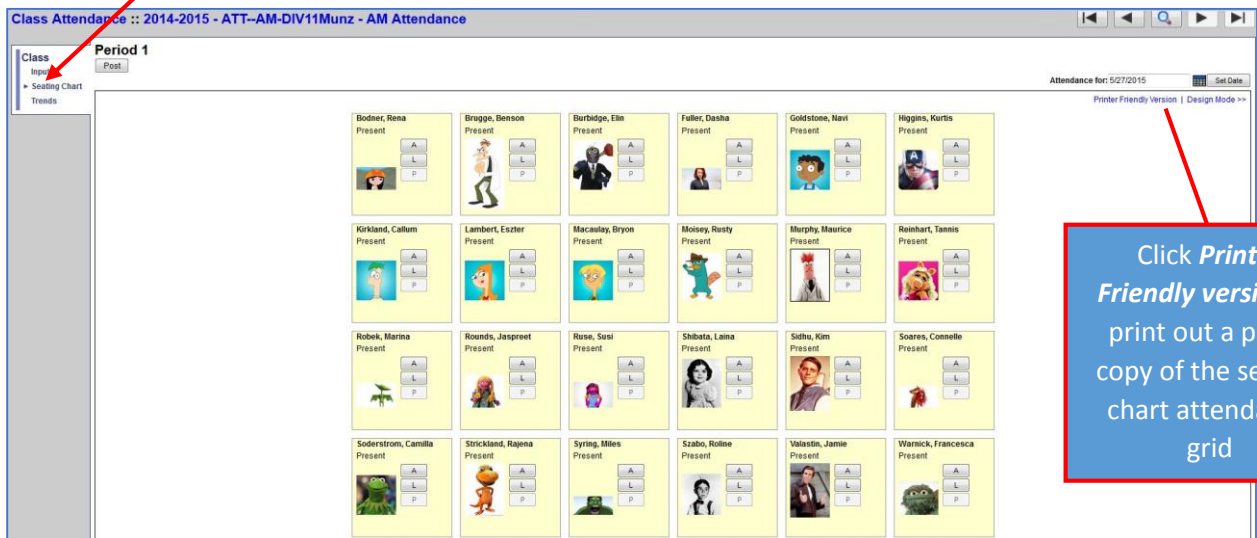 Class Attendance :: 2014-2015 - ATT--AM-DIV11Munz - AM Attendance
Class
Input
Seating Chart
Trends
Period 1
Post
Attendance for: 5/27/2015 Set Date
Printer Friendly Version | Design Mode >>
Bodner, Rena Brugge, Benson Burbidge, Elin Fuller, Dasha Goldstone, Navi Higgins, Kurtis
Present Present Present Present Present Present
A A A A A A
L L L L L L
P P P P P P
Kirkland, Callum Lambert, Eszter Macaulay, Bryon Moisey, Rusty Murphy, Maurice Reinhart, Tannis
Present Present Present Present Present Present
A A A A A A
L L L L L L
P P P P P P
Robek, Marina Rounds, Jaspreet Ruse, Susi Shibata, Laina Sidhu, Kim Soares, Connelle
Present Present Present Present Present Present
A A A A A A
L L L L L L
P P P P P P
Soderstrom, Camilla Strickland, Rajena Syring, Miles Szabo, Roline Valastin, Jamie Warnick, Francesca
Present Present Present Present Present Present
A A A A A A
L L L L L L
P P P P P P
Click Print
Friendly versi
print out a p
copy of the se
chart attend
grid